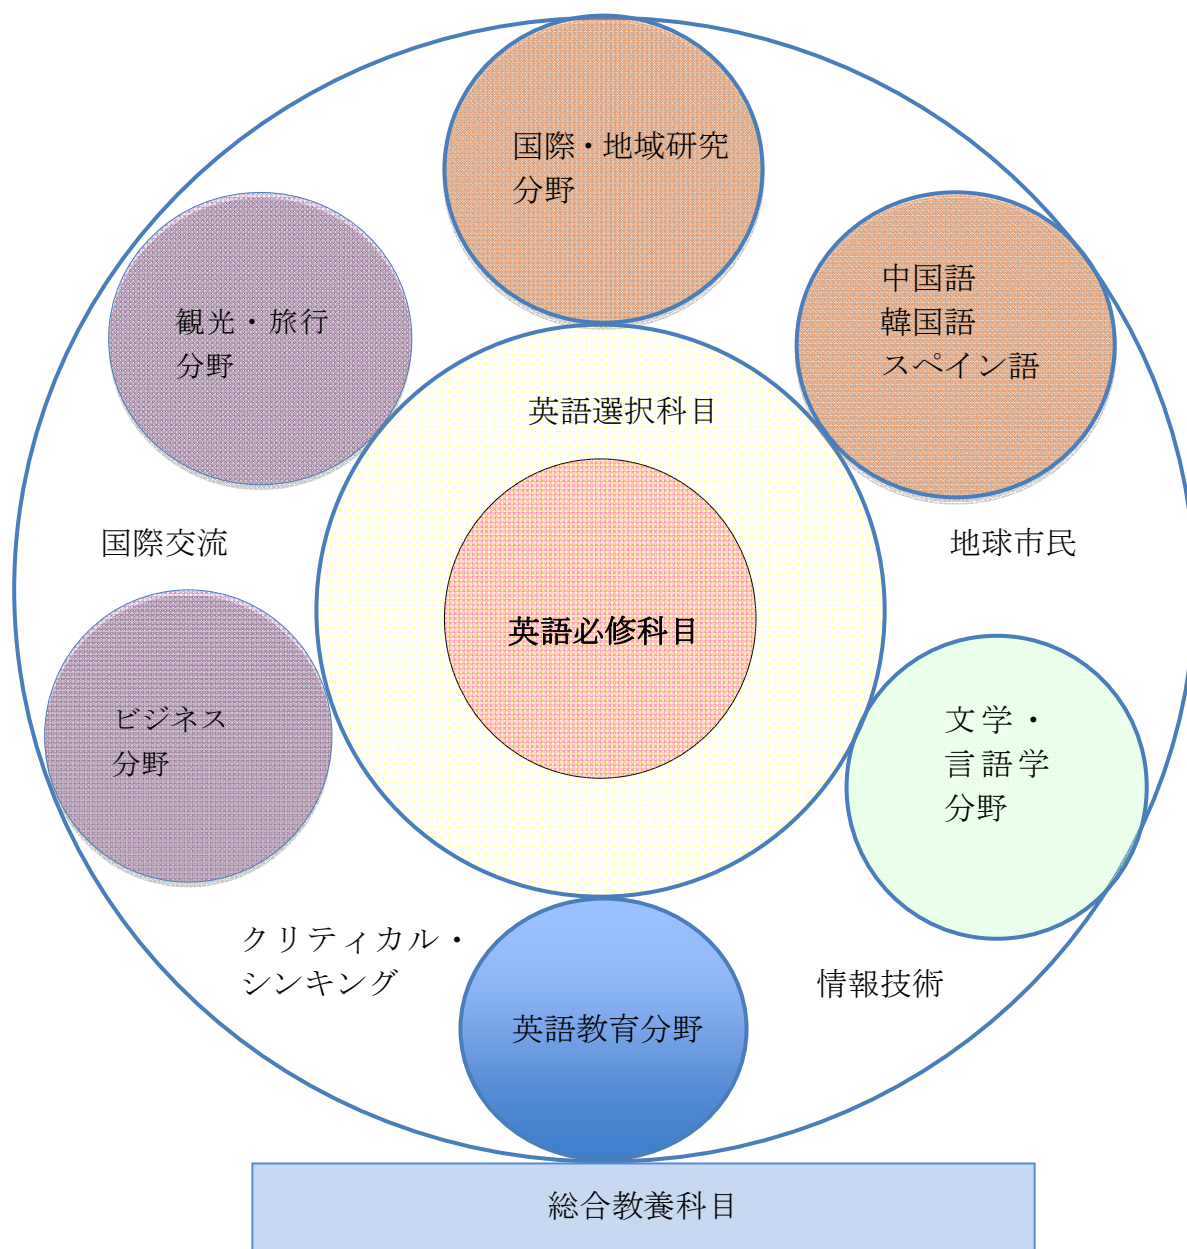 国際・地域研究
分野
中国語
韓国語
スペイン語
観光・旅行
分野
英語選択科目
国際交流
地球市民
英語必修科目
ビジネス
分野
文学・
言語学
分野
クリティカル・
シンキング
情報技術
英語教育分野
総合教養科目